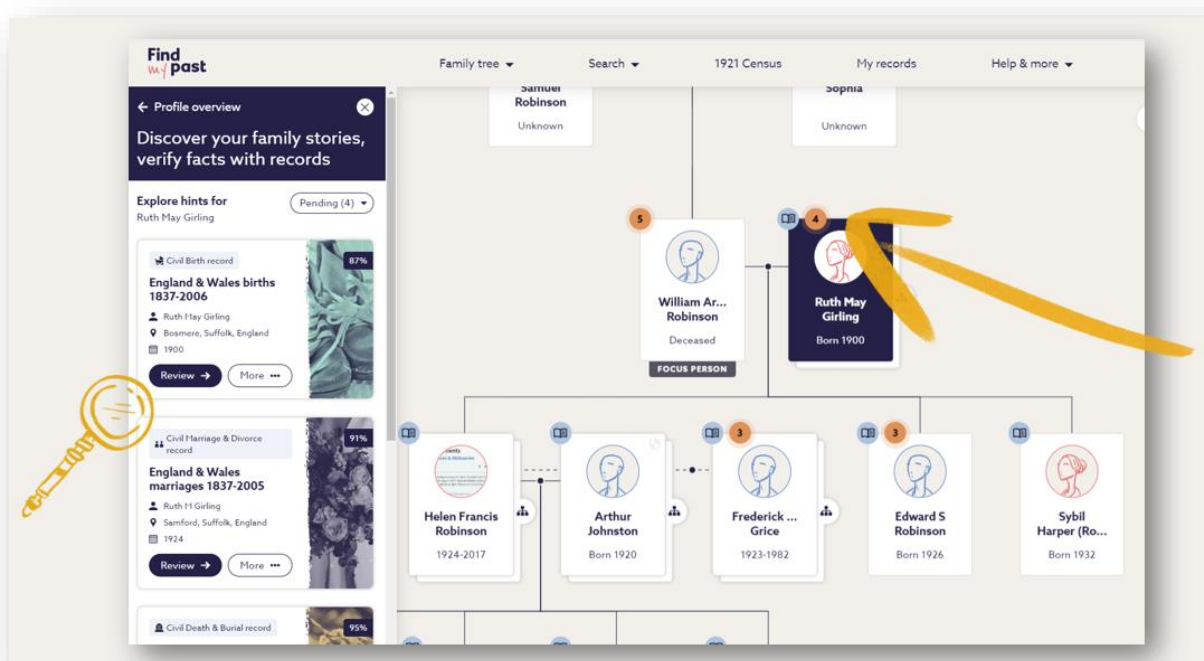 Find
my past
Family tree
Search
1921 Census
My records
Help & more
← Profile overview
Discover your family stories,
verify facts with records
Explore hints for
Ruth May Girling
Pending (4)
Civil Birth record
87%
England & Wales births
1837-2006
Ruth May Girling
Bosmere, Suffolk, England
1900
Review →
More •••
Civil Marriage & Divorce
record
91%
England & Wales
marriages 1837-2005
Ruth M Girling
Samford, Suffolk, England
1924
Review →
More •••
Civil Death & Burial record
95%
Samuel
Robinson
Unknown
Sophia
Unknown
5
William Ar...
Robinson
Deceased
FOCUS PERSON
4
Ruth May
Girling
Born 1900
Helen Francis
Robinson
1924-2017
Arthur
Johnston
Born 1920
3
Frederick ...
Grice
1923-1982
3
Edward S
Robinson
Born 1926
Sybil
Harper (Ro...
Born 1932